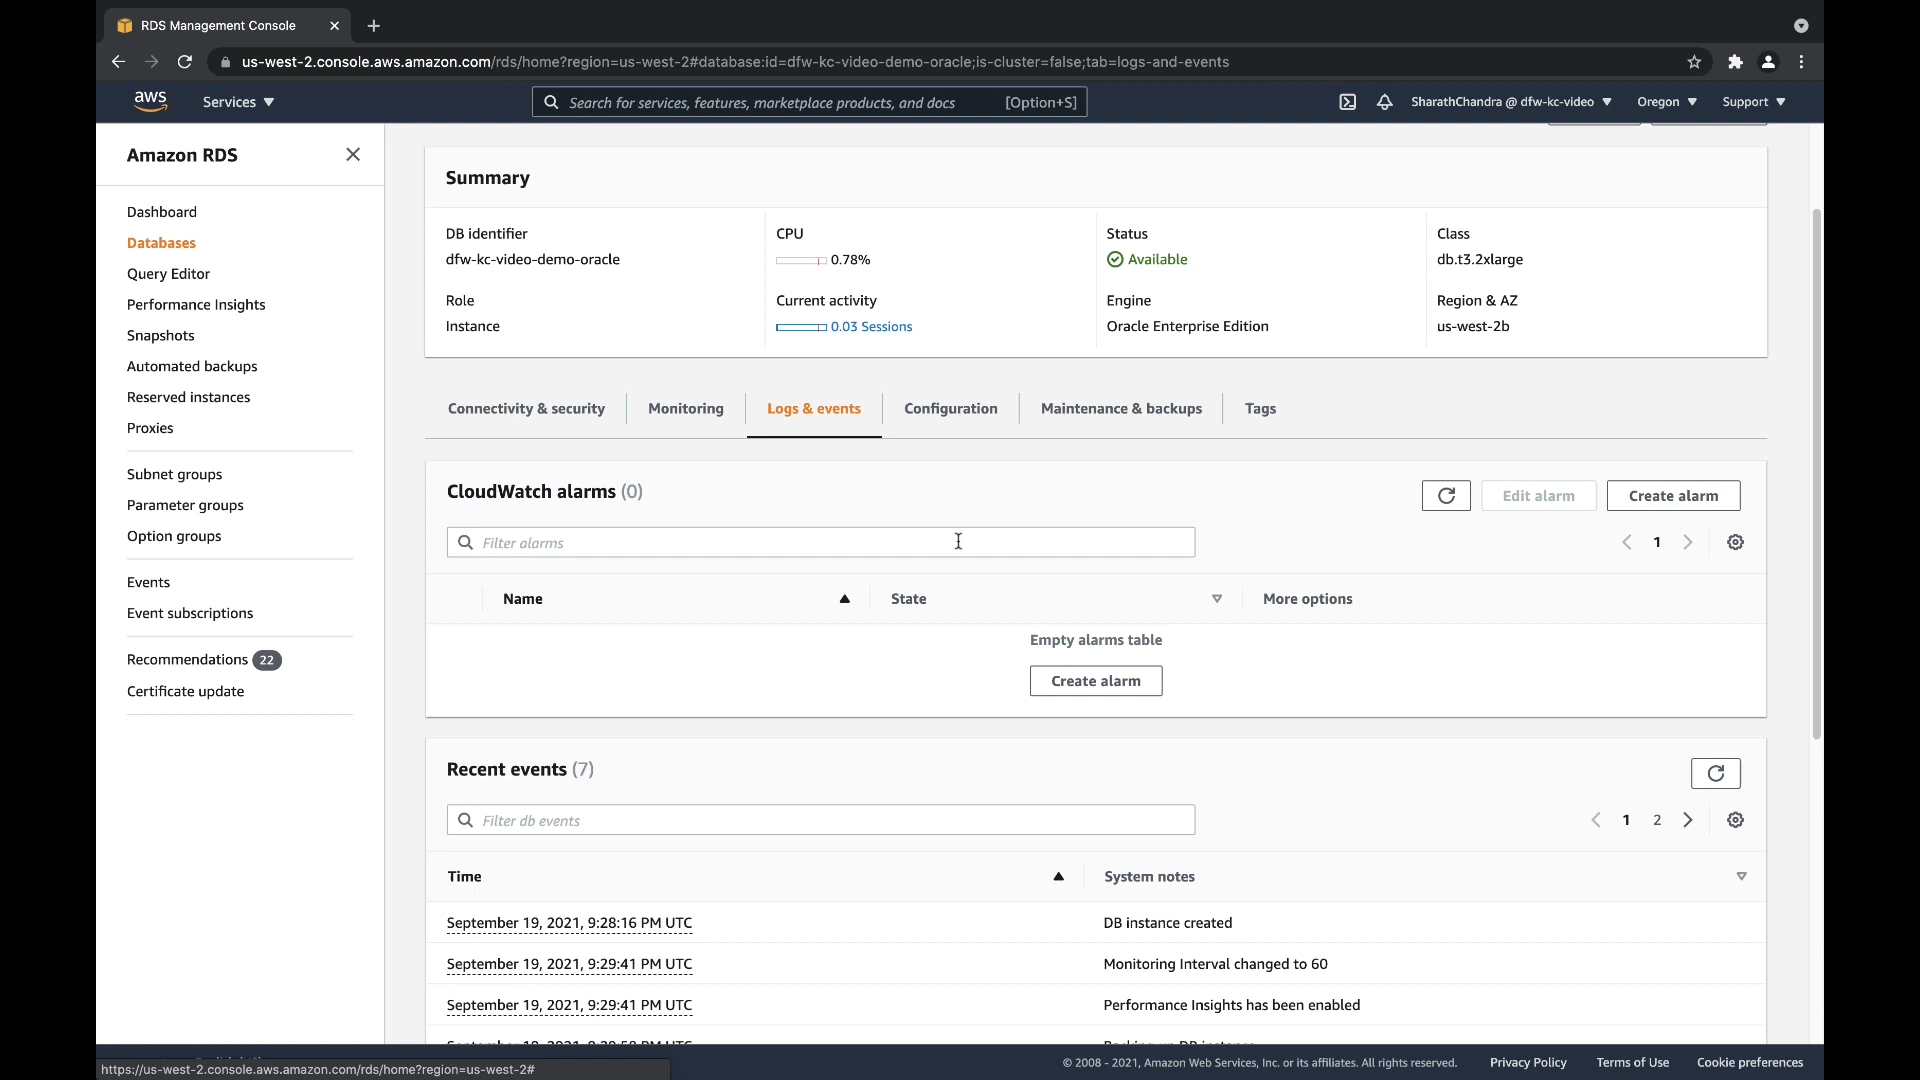 RDS Management Console
us-west-2.console.aws.amazon.com/rds/home?region=us-west-2#database:id=dfw-kc-video-demo-oracle;is-cluster=false;tab=logs-and-events
aws
Services
Search for services, features, marketplace products, and docs [Option+S]
SharathChandra @ dfw-kc-video
Oregon
Support
Amazon RDS
Dashboard
Databases
Query Editor
Performance Insights
Snapshots
Automated backups
Reserved instances
Proxies
Subnet groups
Parameter groups
Option groups
Events
Event subscriptions
Recommendations 22
Certificate update
Summary
DB identifier
dfw-kc-video-demo-oracle
CPU
0.78%
Status
Available
Class
db.t3.2xlarge
Role
Instance
Current activity
0.03 Sessions
Engine
Oracle Enterprise Edition
Region & AZ
us-west-2b
Connectivity & security
Monitoring
Logs & events
Configuration
Maintenance & backups
Tags
CloudWatch alarms (0)
Edit alarm
Create alarm
Filter alarms
1
Name
State
More options
Empty alarms table
Create alarm
Recent events (7)
Filter db events
1 2
Time
System notes
September 19, 2021, 9:28:16 PM UTC
DB instance created
September 19, 2021, 9:29:41 PM UTC
Monitoring Interval changed to 60
September 19, 2021, 9:29:41 PM UTC
Performance Insights has been enabled
© 2008 - 2021, Amazon Web Services, Inc. or its affiliates. All rights reserved.
Privacy Policy
Terms of Use
Cookie preferences
https://us-west-2.console.aws.amazon.com/rds/home?region=us-west-2#